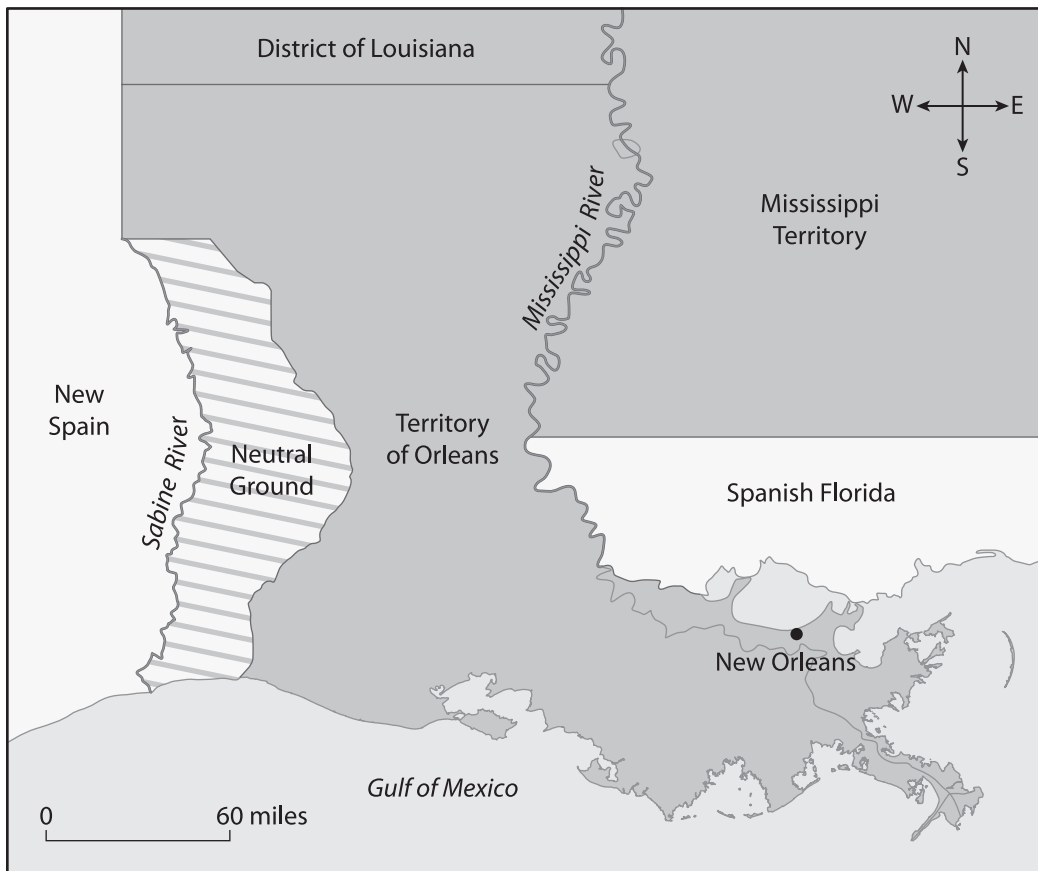 District of Louisiana
N
W
E
S
Mississippi River
Mississippi
Territory
New
Spain
Sabine River
Neutral
Ground
Territory
of Orleans
Spanish Florida
New Orleans
Gulf of Mexico
0
60 miles